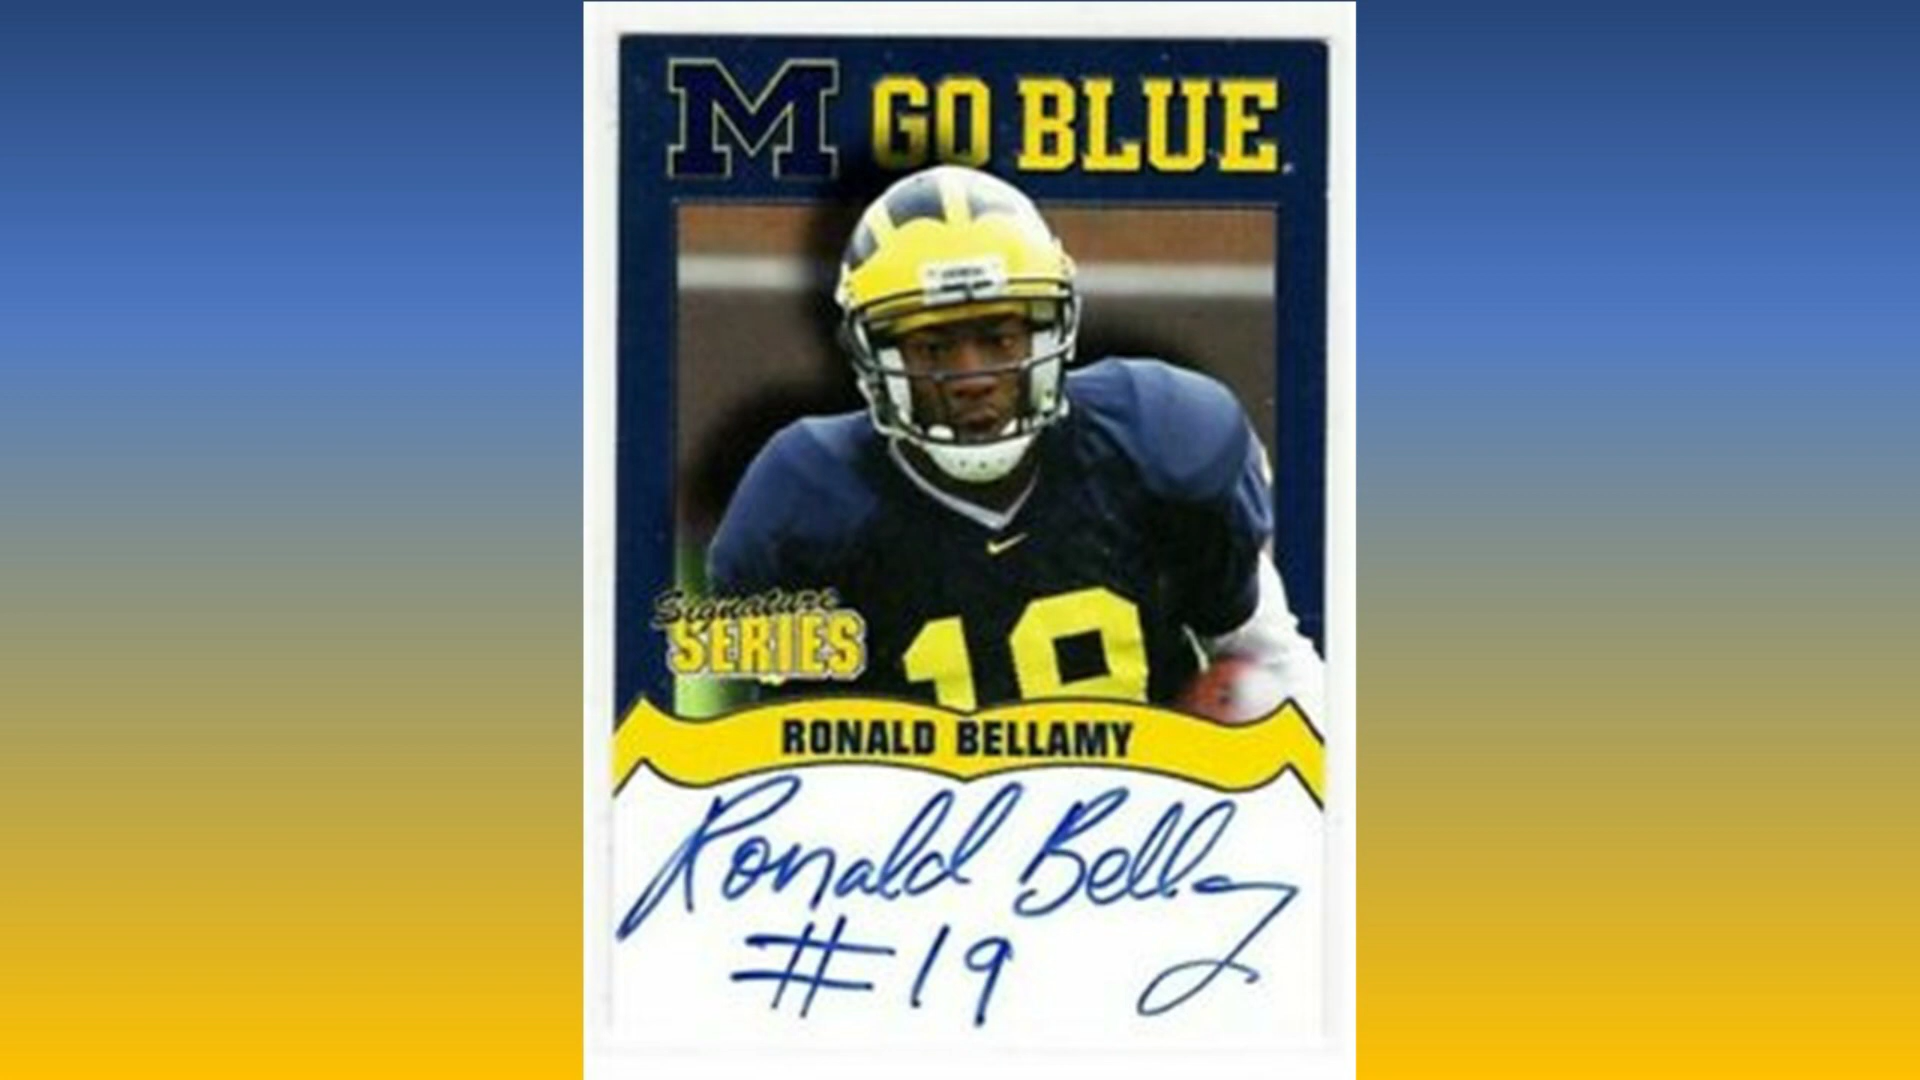 M GO BLUE
Signature
SERIES
19
RONALD BELLAMY
Ronald Bellamy
#19